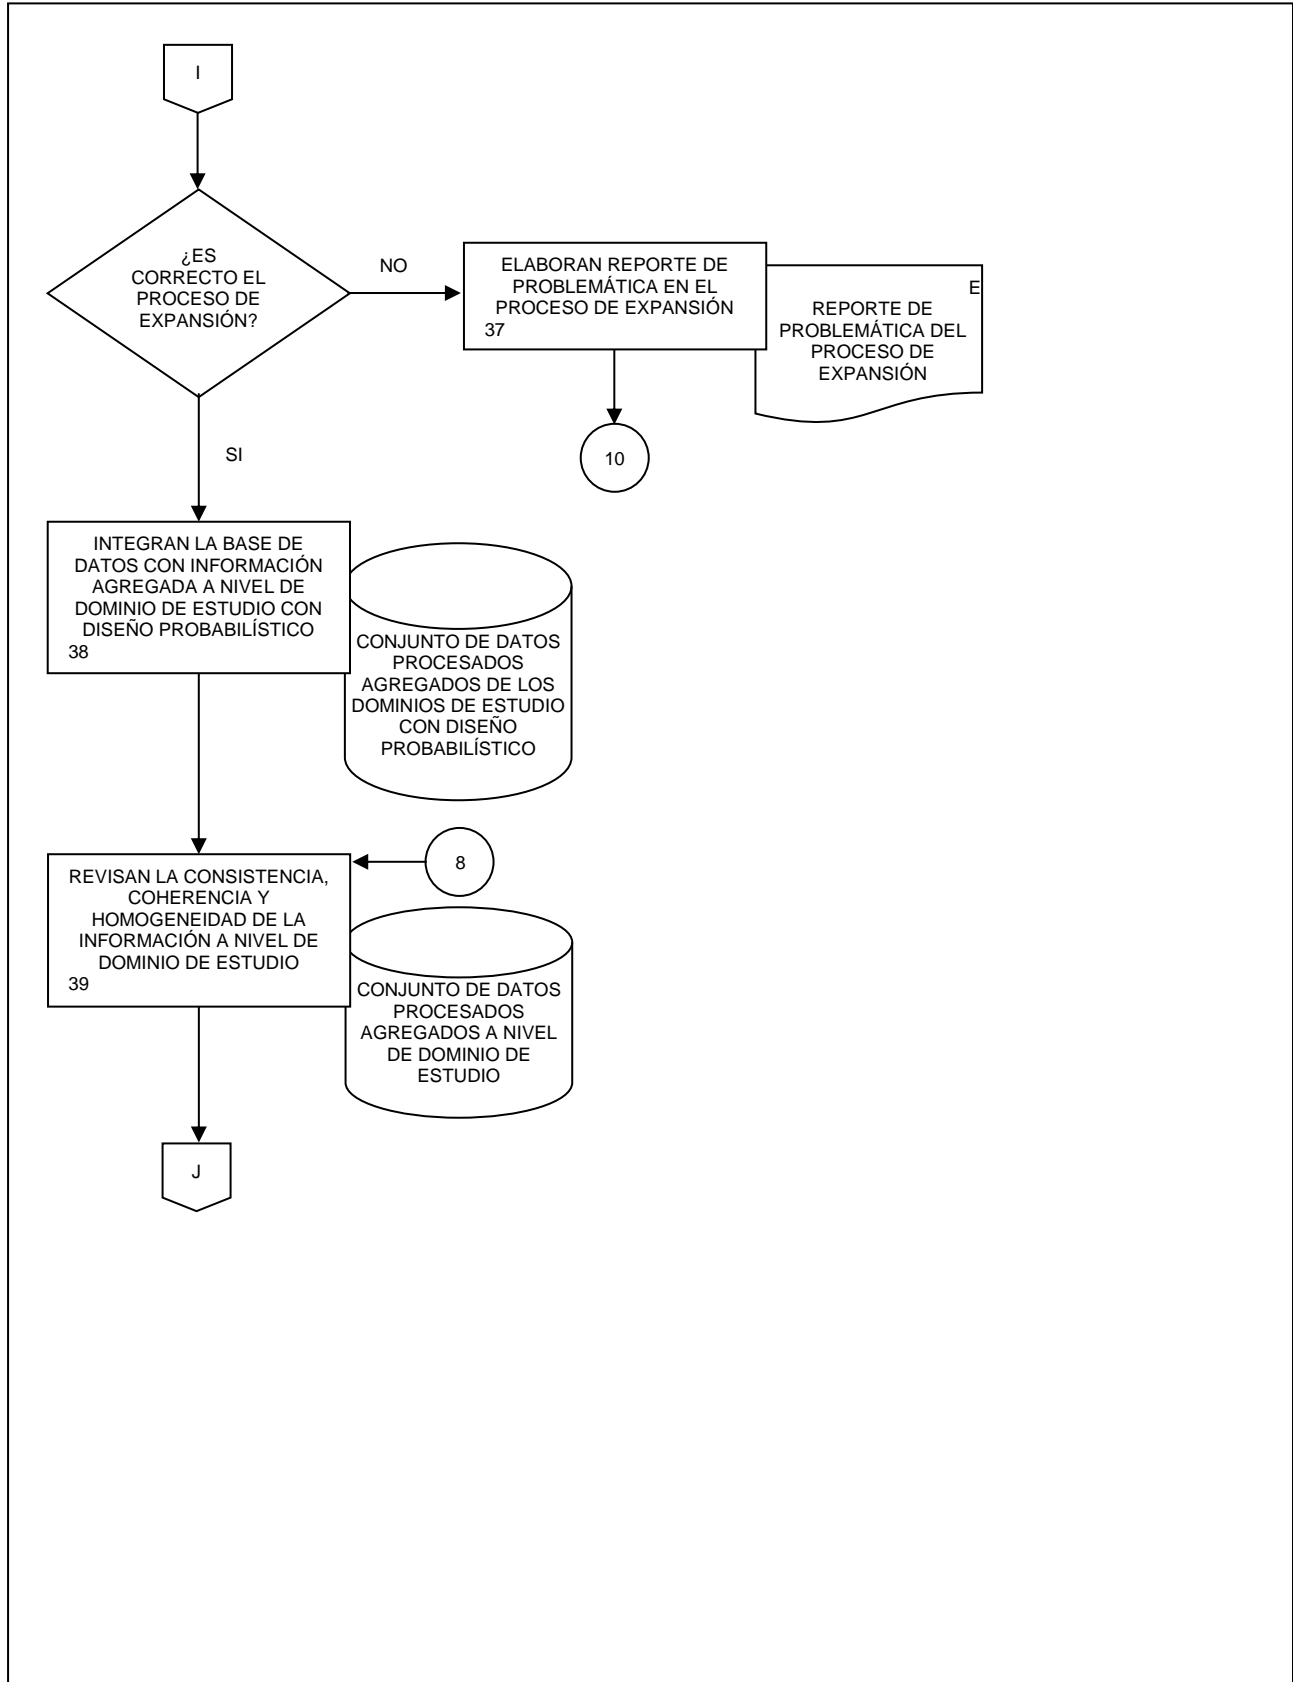 I
¿ES
CORRECTO EL
PROCESO DE
EXPANSIÓN?
NO
ELABORAN REPORTE DE
PROBLEMÁTICA EN EL
PROCESO DE EXPANSIÓN
37
E
REPORTE DE
PROBLEMÁTICA DEL
PROCESO DE
EXPANSIÓN
10
SI
INTEGRAN LA BASE DE
DATOS CON INFORMACIÓN
AGREGADA A NIVEL DE
DOMINIO DE ESTUDIO CON
DISEÑO PROBABILÍSTICO
38
CONJUNTO DE DATOS
PROCESADOS
AGREGADOS DE LOS
DOMINIOS DE ESTUDIO
CON DISEÑO
PROBABILÍSTICO
8
REVISAN LA CONSISTENCIA,
COHERENCIA Y
HOMOGENEIDAD DE LA
INFORMACIÓN A NIVEL DE
DOMINIO DE ESTUDIO
39
CONJUNTO DE DATOS
PROCESADOS
AGREGADOS A NIVEL
DE DOMINIO DE
ESTUDIO
J